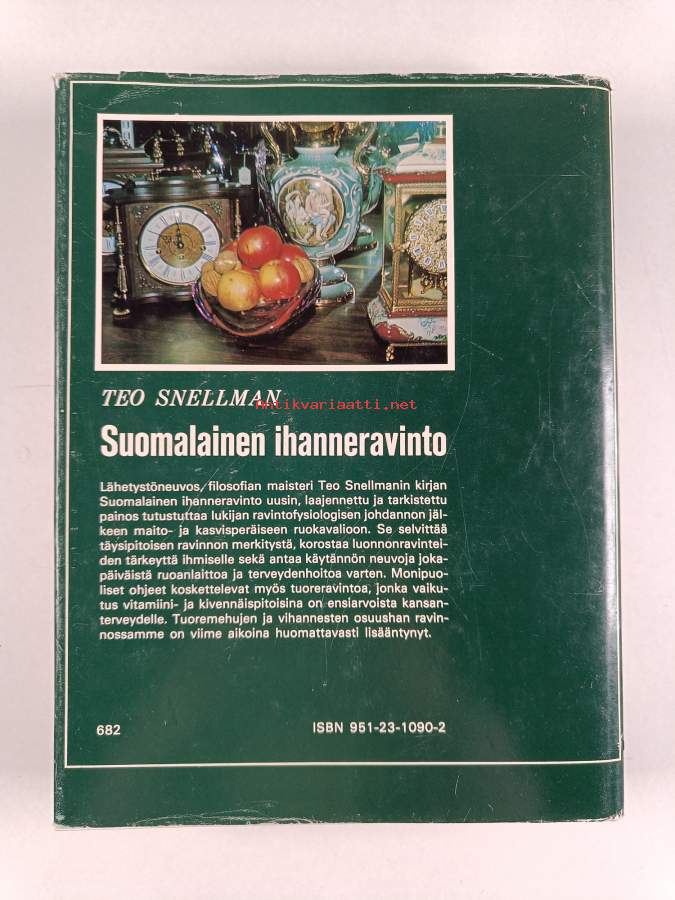 TEO SNELLMAN
Antikvariaatti.net
Suomalainen ihanneravinto
Lähetystöneuvos, filosofian maisteri Teo Snellmanin kirjan
Suomalainen ihanneravinto uusin, laajennettu ja tarkistettu
painos tutustuttaa lukijan ravintofysiologisen johdannon jäl-
keen maito- ja kasvisperäiseen ruokavalioon. Se selvittää
täysipitoisen ravinnon merkitystä, korostaa luonnonravintei-
den tärkeyttä ihmiselle sekä antaa käytännön neuvoja joka-
päiväistä ruoanlaittoa ja terveydenhoitoa varten. Monipuo-
liset ohjeet koskettelevat myös tuoreravintoa, jonka vaiku-
tus vitamiini- ja kivennäispitoisina on ensiarvoista kansan-
terveydelle. Tuoremehujen ja vihannesten osuushan ravin-
nossamme on viime aikoina huomattavasti lisääntynyt.
682
ISBN 951-23-1090-2